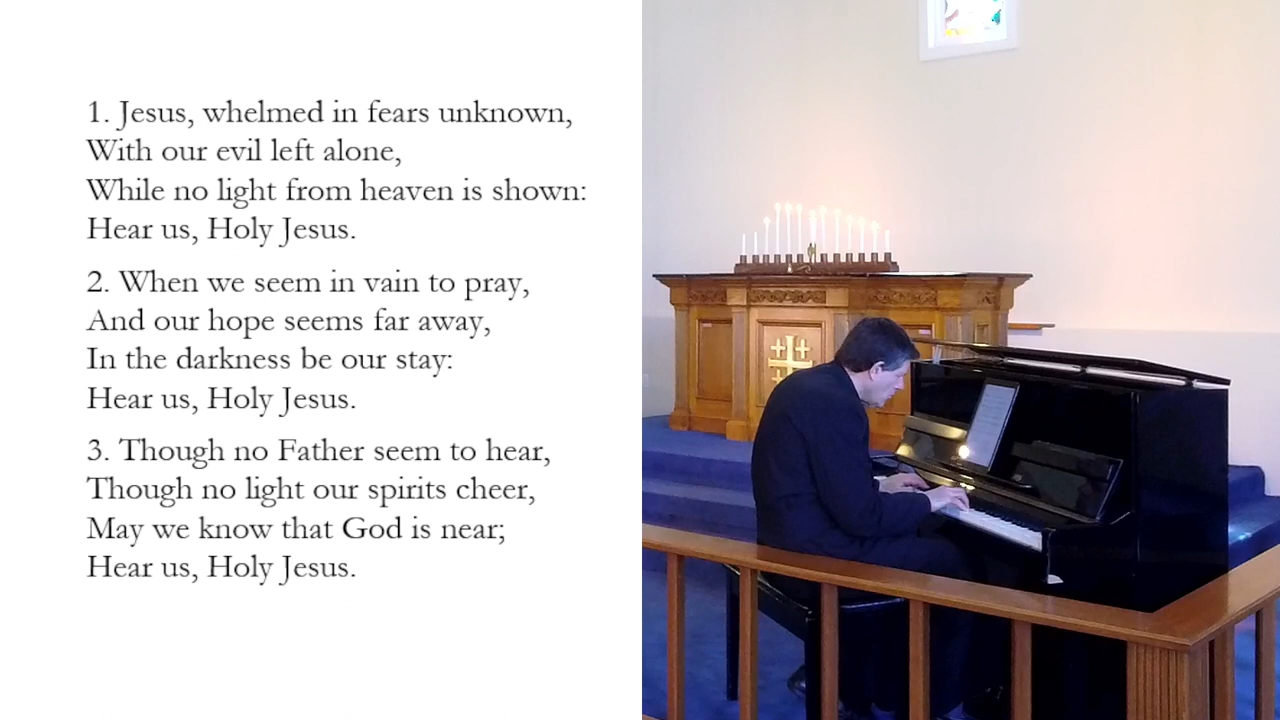 1. Jesus, whelmed in fears unknown,
With our evil left alone,
While no light from heaven is shown:
Hear us, Holy Jesus.
2. When we seem in vain to pray,
And our hope seems far away,
In the darkness be our stay:
Hear us, Holy Jesus.
3. Though no Father seem to hear,
Though no light our spirits cheer,
May we know that God is near;
Hear us, Holy Jesus.